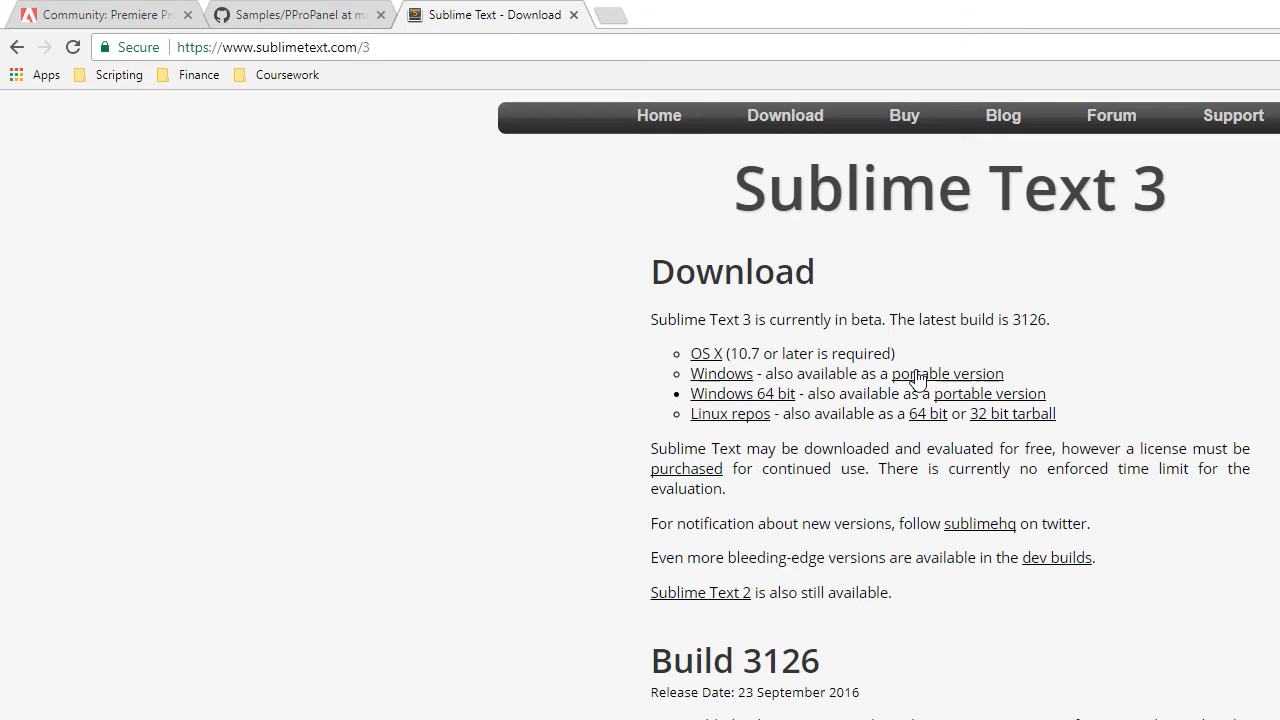 Community: Premiere Pro
Samples/PProPanel at ma
Sublime Text - Download
Secure
https://www.sublimetext.com/3
Apps
Scripting
Finance
Coursework
Home
Download
Buy
Blog
Forum
Support
Sublime Text 3
Download
Sublime Text 3 is currently in beta. The latest build is 3126.
OS X (10.7 or later is required)
Windows - also available as a portable version
Windows 64 bit - also available as a portable version
Linux repos - also available as a 64 bit or 32 bit tarball
Sublime Text may be downloaded and evaluated for free, however a license must be
purchased for continued use. There is currently no enforced time limit for the
evaluation.
For notification about new versions, follow sublimehq on twitter.
Even more bleeding-edge versions are available in the dev builds.
Sublime Text 2 is also still available.
Build 3126
Release Date: 23 September 2016